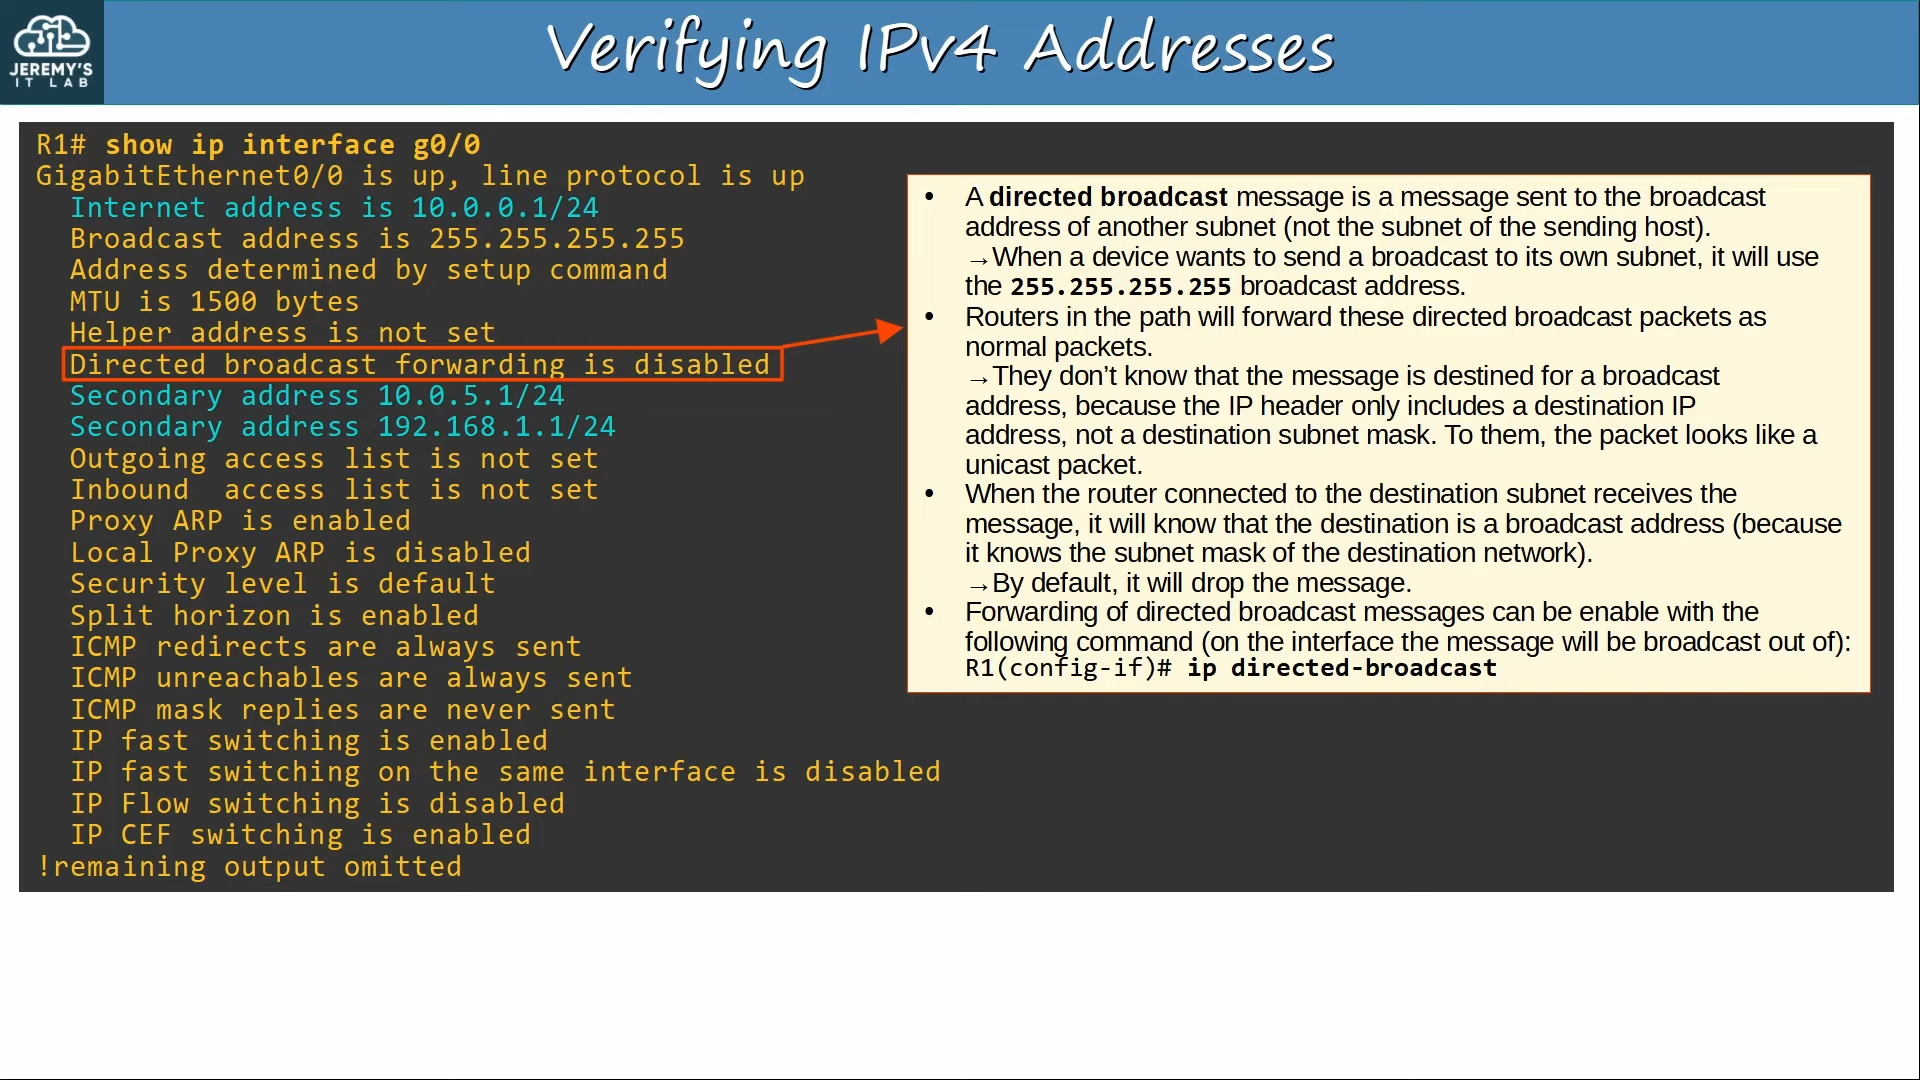 JEREMY'S
IT LAB
Verifying IPv4 Addresses
R1# show ip interface g0/0
GigabitEthernet0/0 is up, line protocol is up
Internet address is 10.0.0.1/24
Broadcast address is 255.255.255.255
Address determined by setup command
MTU is 1500 bytes
Helper address is not set
Directed broadcast forwarding is disabled
Secondary address 10.0.5.1/24
Secondary address 192.168.1.1/24
Outgoing access list is not set
Inbound  access list is not set
Proxy ARP is enabled
Local Proxy ARP is disabled
Security level is default
Split horizon is enabled
ICMP redirects are always sent
ICMP unreachables are always sent
ICMP mask replies are never sent
IP fast switching is enabled
IP fast switching on the same interface is disabled
IP Flow switching is disabled
IP CEF switching is enabled
!remaining output omitted
• A directed broadcast message is a message sent to the broadcast
address of another subnet (not the subnet of the sending host).
→When a device wants to send a broadcast to its own subnet, it will use
the 255.255.255.255 broadcast address.
• Routers in the path will forward these directed broadcast packets as
normal packets.
→They don't know that the message is destined for a broadcast
address, because the IP header only includes a destination IP
address, not a destination subnet mask. To them, the packet looks like a
unicast packet.
• When the router connected to the destination subnet receives the
message, it will know that the destination is a broadcast address (because
it knows the subnet mask of the destination network).
→By default, it will drop the message.
• Forwarding of directed broadcast messages can be enable with the
following command (on the interface the message will be broadcast out of):
R1(config-if)# ip directed-broadcast